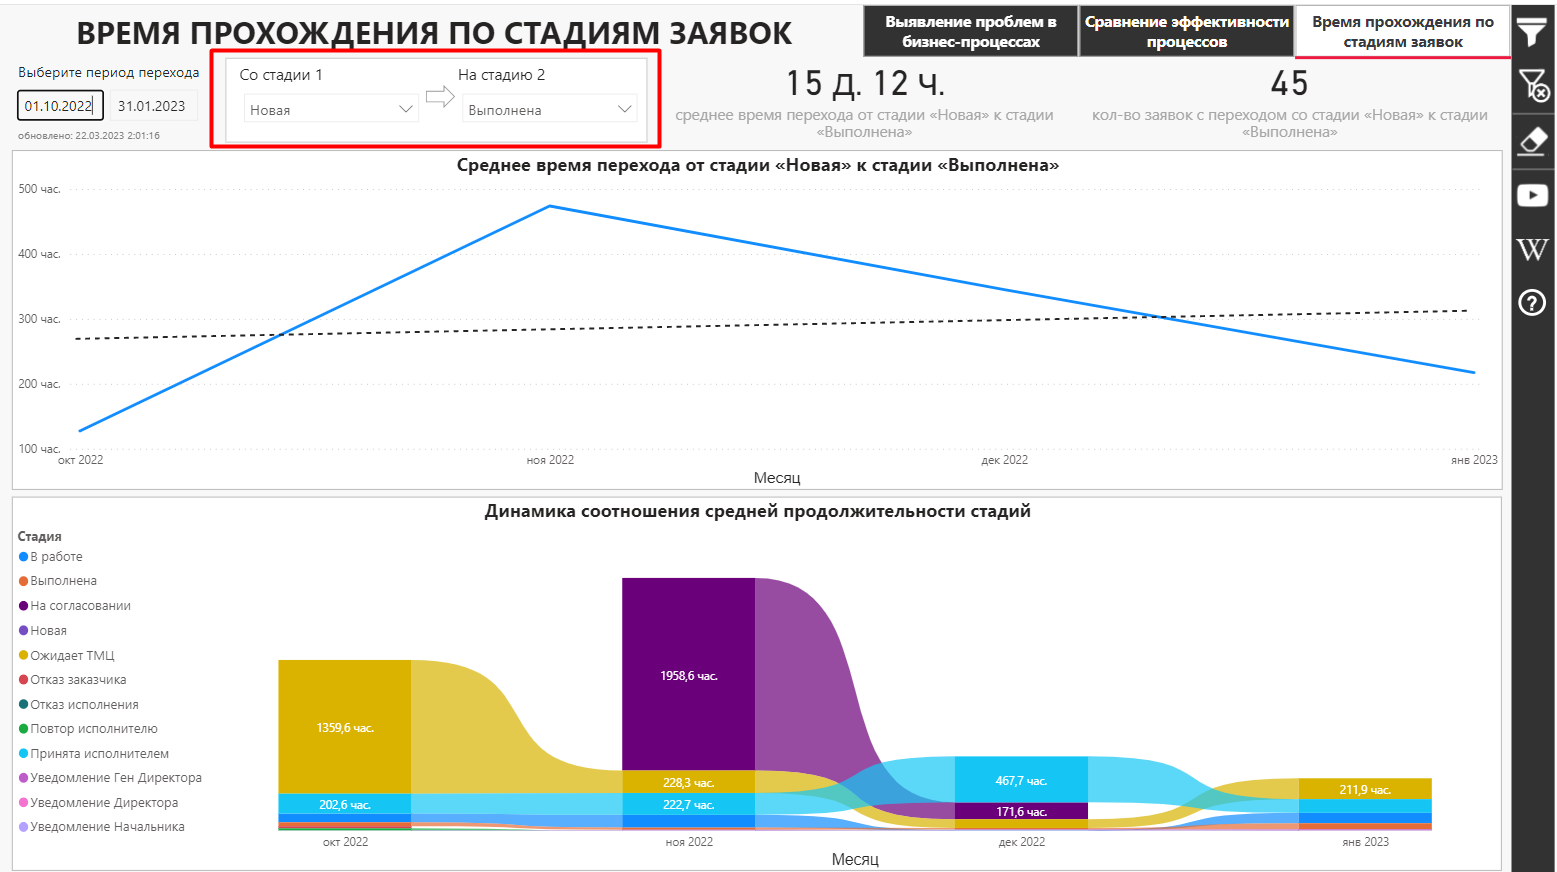 ВРЕМЯ ПРОХОЖДЕНИЯ ПО СТАДИЯМ ЗАЯВОК
Выявление проблем в
бизнес-процессах
Сравнение эффективности
процессов
Время прохождения по
стадиям заявок
Выберите период перехода
01.10.2022
31.01.2023
обновлено: 22.03.2023 2:01:16
Со стадии 1
Новая
На стадию 2
Выполнена
15 Д. 12 Ч.
среднее время перехода от стадии «Новая» к стадии
«Выполнена»
45
кол-во заявок с переходом со стадии «Новая» к стадии
«Выполнена»
Среднее время перехода от стадии «Новая» к стадии «Выполнена»
500 час.
400 час.
300 час.
200 час.
100 час.
окт 2022
ноя 2022
дек 2022
янв 2023
Месяц
Динамика соотношения средней продолжительности стадий
Стадия
В работе
Выполнена
На согласовании
Новая
Ожидает ТМЦ
Отказ заказчика
Отказ исполнения
Повтор исполнителю
Принята исполнителем
Уведомление Ген Директора
Уведомление Директора
Уведомление Начальника
1359,6 час.
202,6 час.
1958,6 час.
228,3 час.
222,7 час.
467,7 час.
171,6 час.
211,9 час.
окт 2022
ноя 2022
дек 2022
янв 2023
Месяц
W
?